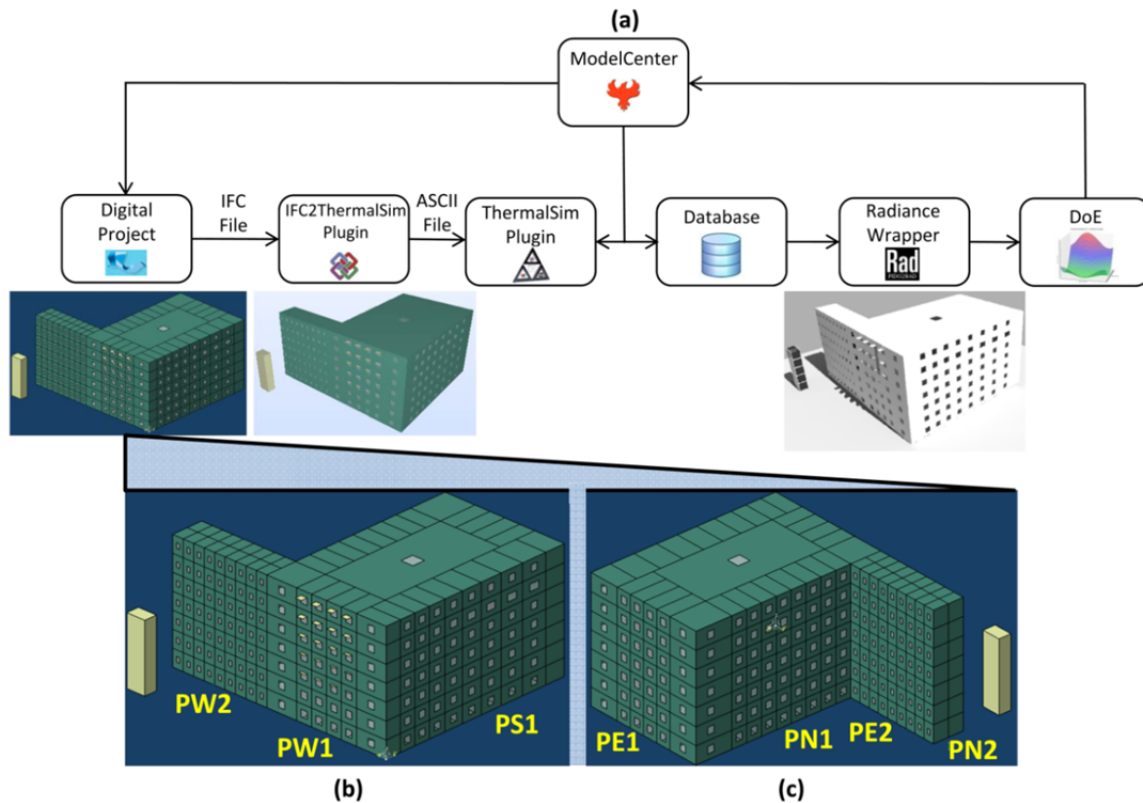 (a)
ModelCenter
Digital
Project
IFC
File
IFC2ThermalSim
Plugin
ASCII
File
ThermalSim
Plugin
Database
Radiance
Wrapper
Rad
DoE
PW2
PW1
PS1
PE1
PN1
PE2
PN2
(b)
(c)